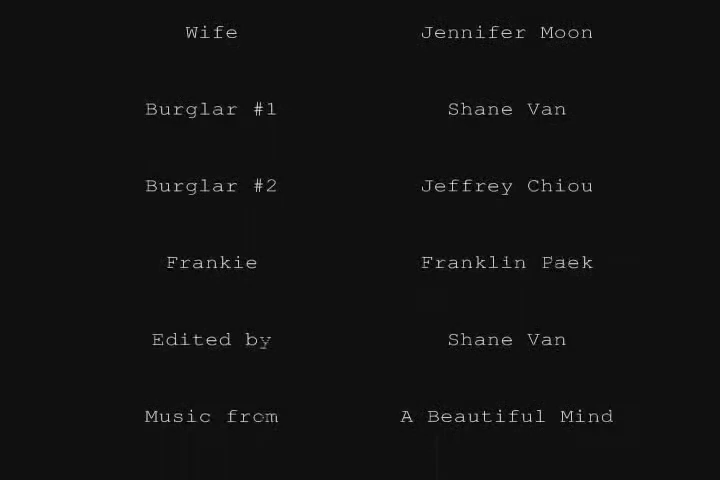 Wife Jennifer Moon
Burglar #1 Shane Van
Burglar #2 Jeffrey Chiou
Frankie Franklin Paek
Edited by Shane Van
Music from A Beautiful Mind